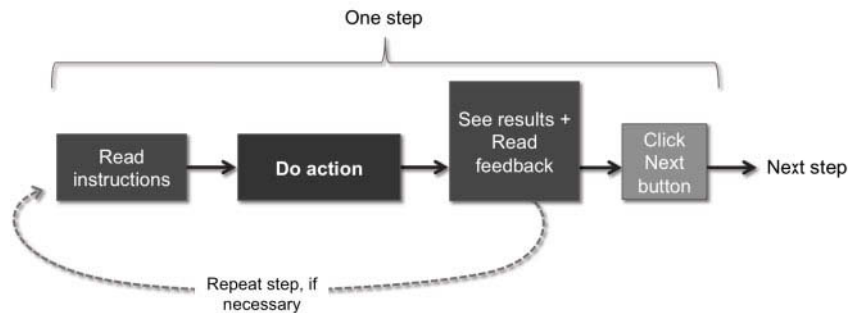 One step
Read
instructions
Do action
See results +
Read
feedback
Click
Next
button
Next step
Repeat step, if
necessary